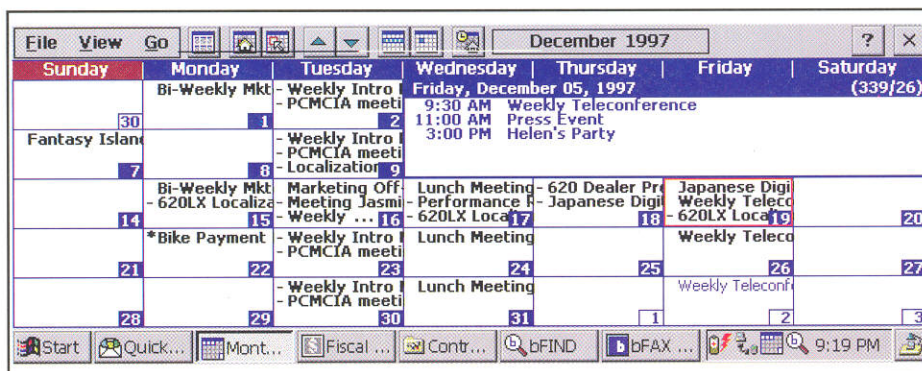 File View Go December 1997 ? ×
Sunday Monday Tuesday Wednesday Thursday Friday Saturday
Friday, December 05, 1997 (339/26)
9:30 AM Weekly Teleconference
11:00 AM Press Event
3:00 PM Helen's Party
30
Bi-Weekly Mkt
1
- Weekly Intro
- PCMCIA meeti
2
Fantasy Island
7
8
- Weekly Intro
- PCMCIA meeti
- Localization
9
14
Bi-Weekly Mkt
- 620LX Localiza
15
Marketing Off
- Meeting Jasmi
- Weekly ... 16
Lunch Meeting
- Performance R
- 620LX Loca
17
- 620 Dealer Pr
- Japanese Digi
18
Japanese Digi
Weekly Teleco
- 620LX Loca
19
20
21
*Bike Payment
22
- Weekly Intro
- PCMCIA meeti
23
Lunch Meeting
24
25
Weekly Teleco
26
27
28
29
- Weekly Intro
- PCMCIA meeti
30
Lunch Meeting
31
1
Weekly Teleconf
2
3
Start Quick... Mont... Fiscal ... Contr... bFIND bFAX ... 9:19 PM